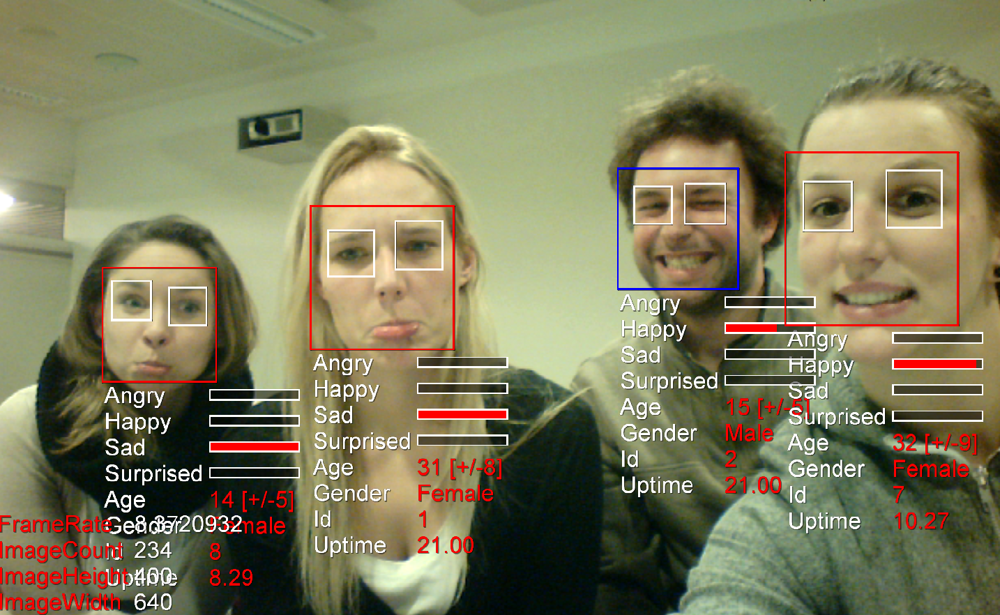 Angry
Happy
Sad
Surprised
Age 15 [+/-5]
Gender Male
Id 2
Uptime 21.00
Angry
Happy
Sad
Surprised
Age 32 [+/-9]
Gender Female
Id 7
Uptime 10.27
Angry
Happy
Sad
Surprised
Age 31 [+/-8]
Gender Female
Id 1
Uptime 21.00
Angry
Happy
Sad
Surprised
Age 14 [+/-5]
Gender Female
Id 8
Uptime 8.29
FrameRate 8.3720932
ImageCount 234
ImageHeight 400
ImageWidth 640